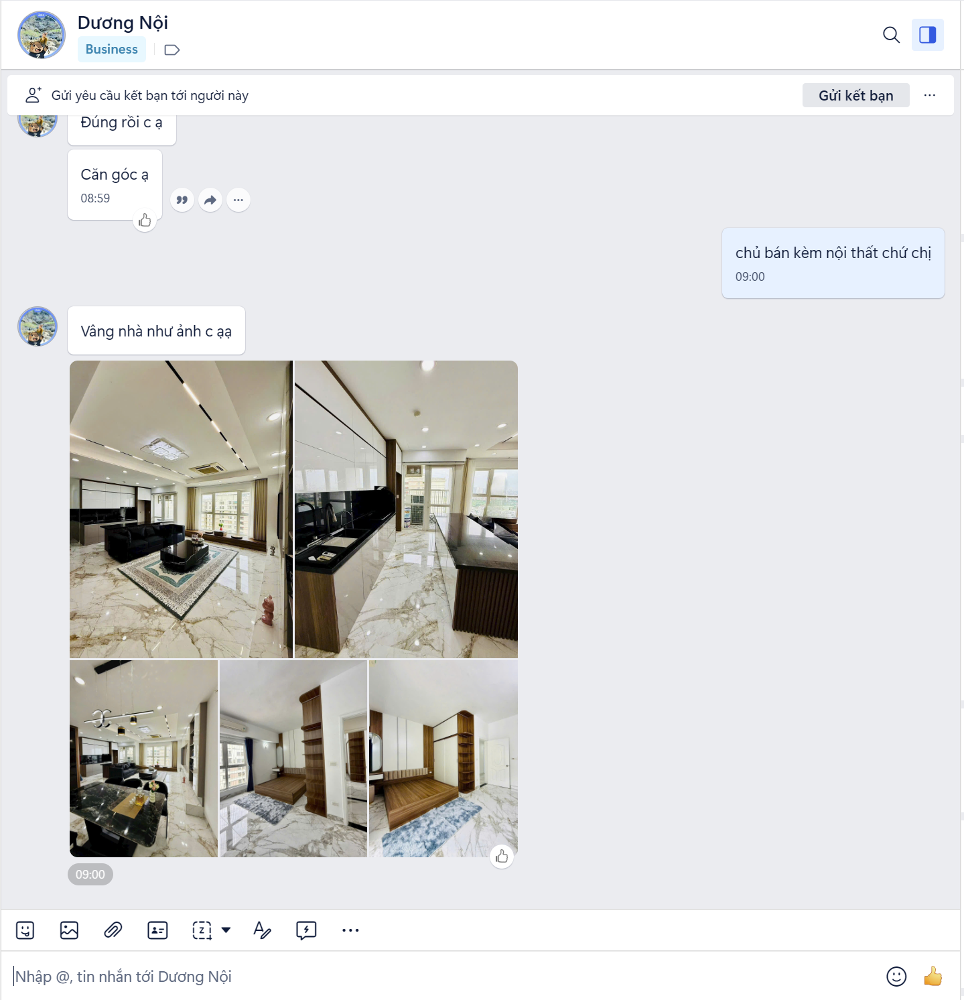 Dương Nội
Business
Gửi yêu cầu kết bạn tới người này
Gửi kết bạn
Đúng rồi c ạ
Căn góc ạ
08:59
chủ bán kèm nội thất chứ chị
09:00
Vâng nhà như ảnh c ạạ
09:00
Nhập @, tin nhắn tới Dương Nội